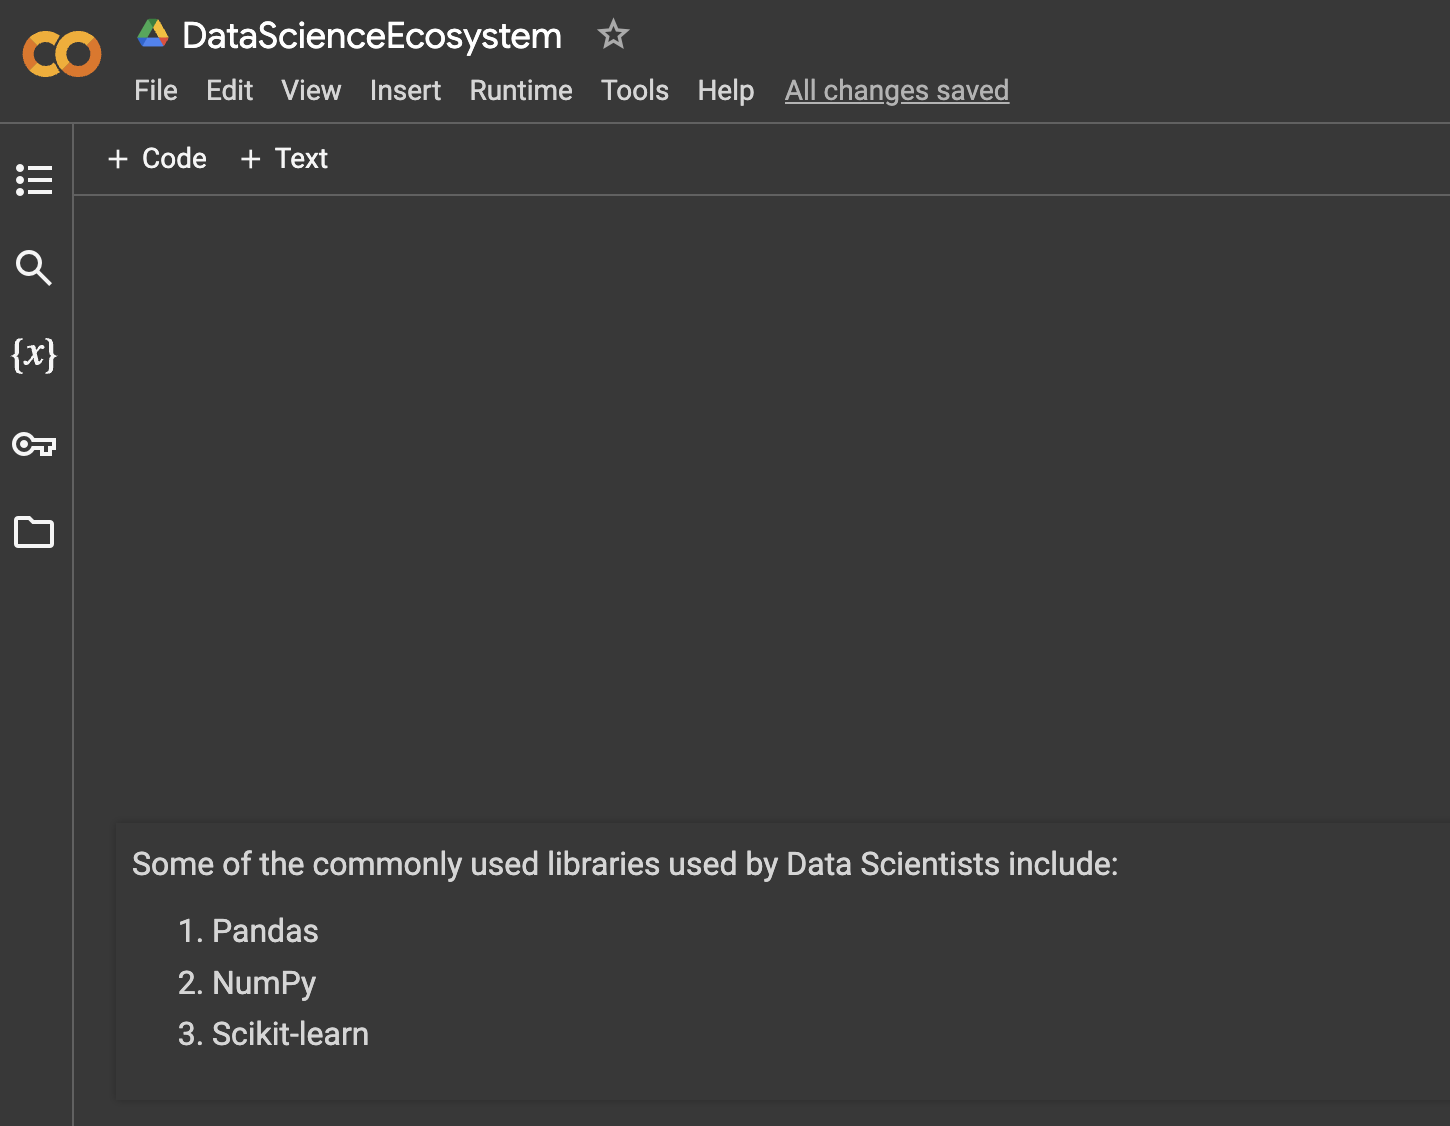 DataScienceEcosystem
File Edit View Insert Runtime Tools Help All changes saved
+ Code + Text
{x}
Some of the commonly used libraries used by Data Scientists include:
1. Pandas
2. NumPy
3. Scikit-learn